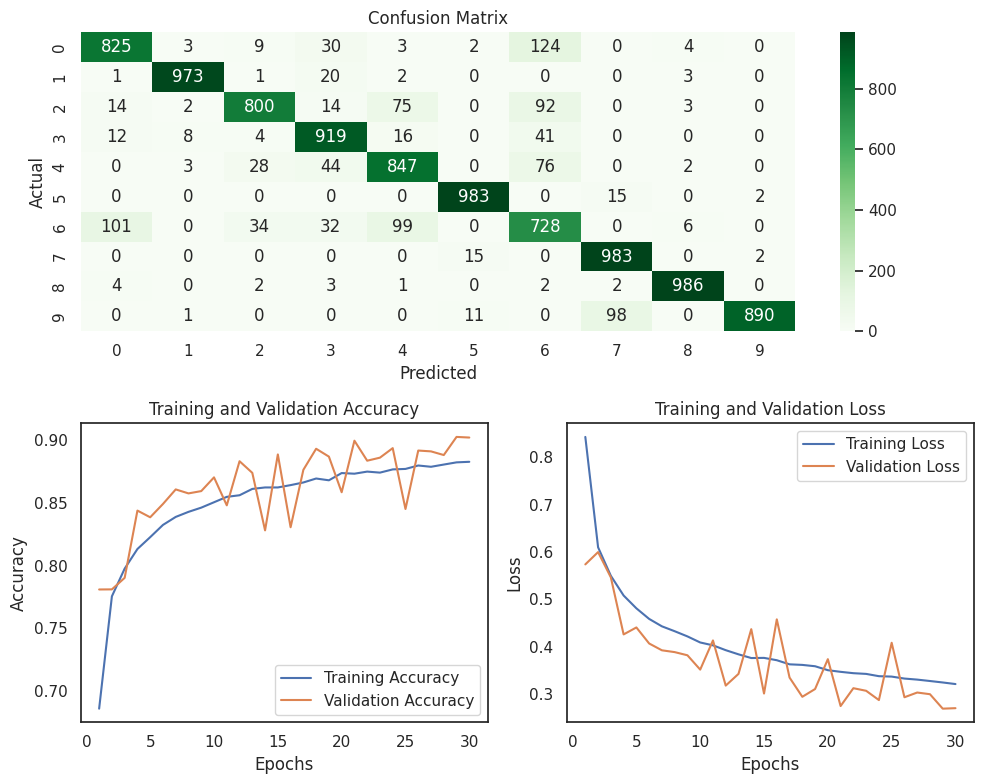 Confusion Matrix
0 825 3 9 30 3 2 124 0 4 0
1 1 973 1 20 2 0 0 0 3 0
2 14 2 800 14 75 0 92 0 3 0
3 12 8 4 919 16 0 41 0 0 0
4 0 3 28 44 847 0 76 0 2 0
5 0 0 0 0 0 983 0 15 0 2
6 101 0 34 32 99 0 728 0 6 0
7 0 0 0 0 0 15 0 983 0 2
8 4 0 2 3 1 0 2 2 986 0
9 0 1 0 0 0 11 0 98 0 890
0 1 2 3 4 5 6 7 8 9
Actual
Predicted
800
600
400
200
0
Training and Validation Accuracy
0.90
0.85
0.80
0.75
0.70
Accuracy
Training Accuracy
Validation Accuracy
0 5 10 15 20 25 30
Epochs
Training and Validation Loss
Training Loss
Validation Loss
0.8
0.7
0.6
0.5
0.4
0.3
Loss
0 5 10 15 20 25 30
Epochs